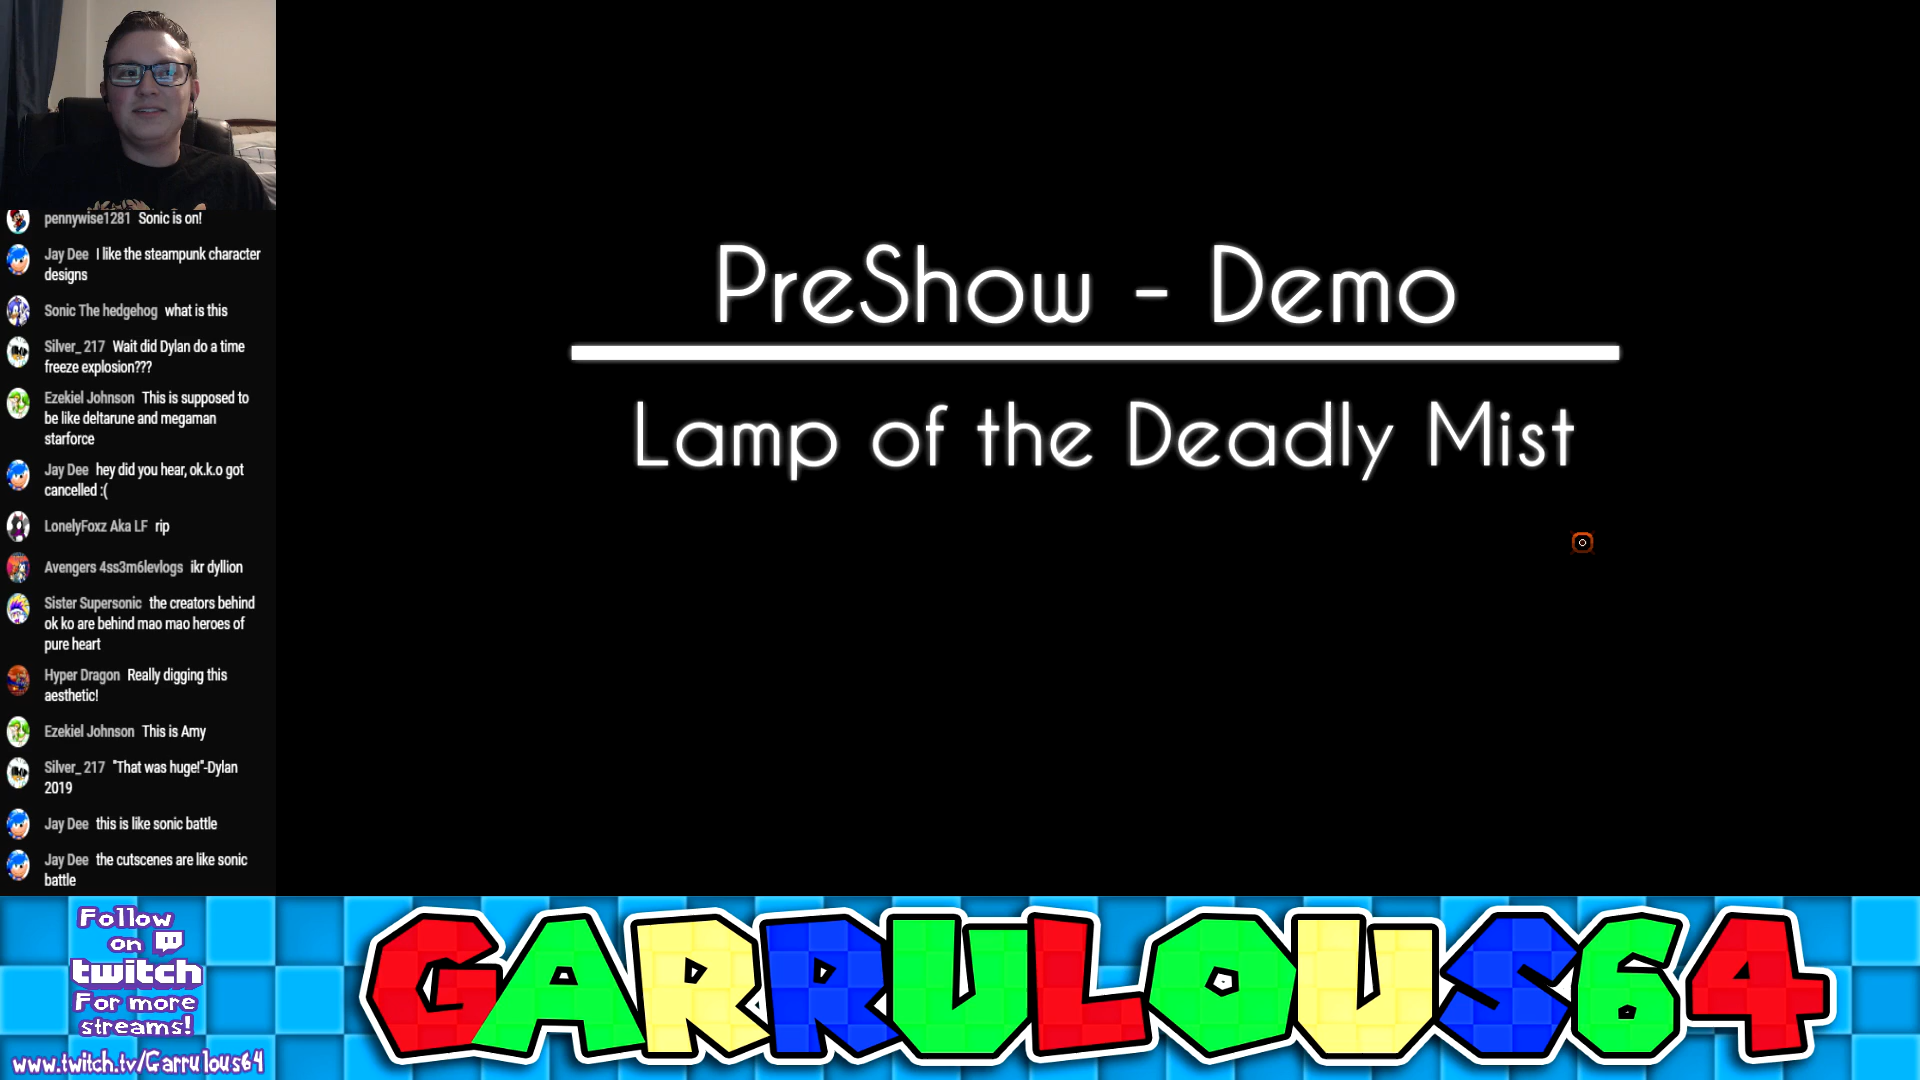 pennywise1281 Sonic is on!
Jay Dee I like the steampunk character
designs
Sonic The hedgehog what is this
Silver_ 217 Wait did Dylan do a time
freeze explosion???
Ezekiel Johnson This is supposed to
be like deltarune and megaman
starforce
Jay Dee hey did you hear, ok.k.o got
cancelled :(
LonelyFoxz Aka LF rip
Avengers 4ss3m6levlogs ikr dyllion
Sister Supersonic the creators behind
ok ko are behind mao mao heroes of
pure heart
Hyper Dragon Really digging this
aesthetic!
Ezekiel Johnson This is Amy
Silver_ 217 "That was huge!"-Dylan
2019
Jay Dee this is like sonic battle
Jay Dee the cutscenes are like sonic
battle
PreShow - Demo
Lamp of the Deadly Mist
Follow
on
twitch
For more
streams!
www.twitch.tv/Garrulous64
GARRULOUS64